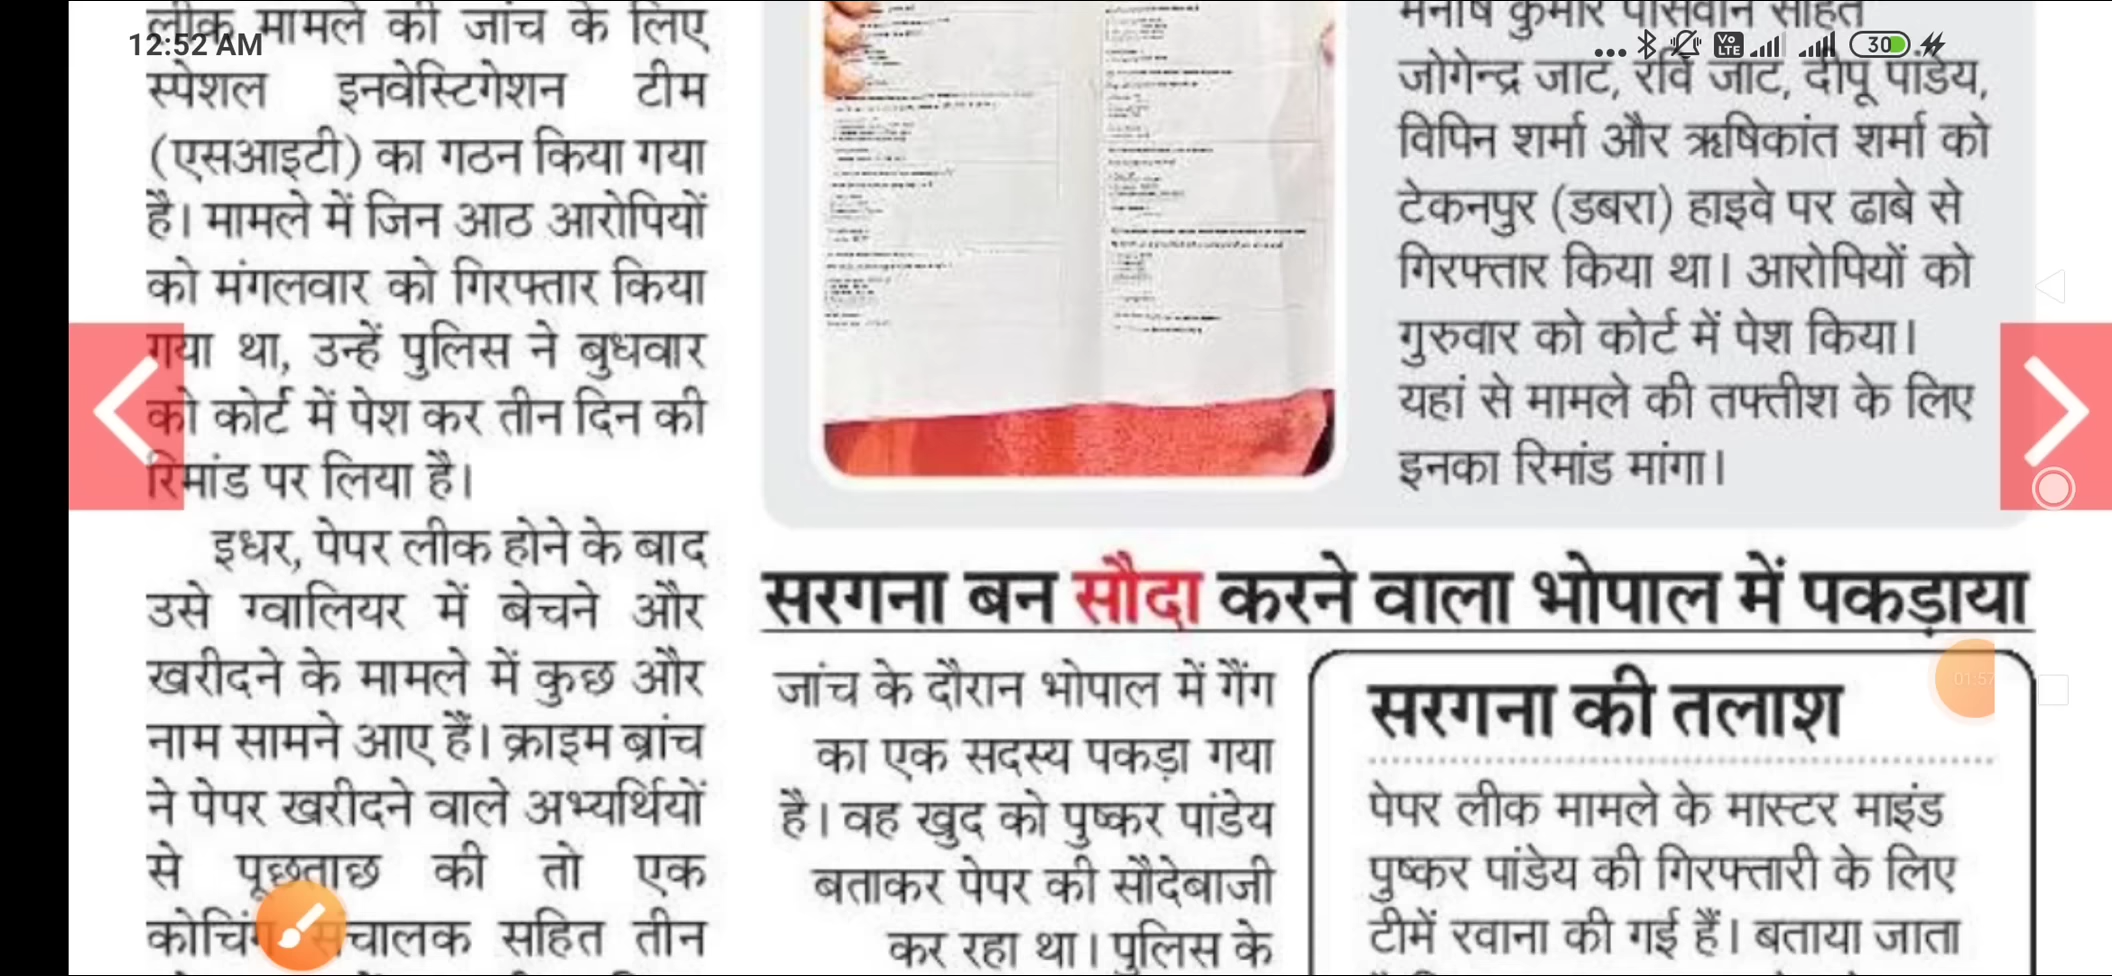 12:52 AM
30
लीक मामले की जांच के लिए
स्पेशल इनवेस्टिगेशन टीम
(एसआइटी) का गठन किया गया
है। मामले में जिन आठ आरोपियों
को मंगलवार को गिरफ्तार किया
गया था, उन्हें पुलिस ने बुधवार
को कोर्ट में पेश कर तीन दिन की
रिमांड पर लिया है।
इधर, पेपर लीक होने के बाद
उसे ग्वालियर में बेचने और
खरीदने के मामले में कुछ और
नाम सामने आए हैं। क्राइम ब्रांच
ने पेपर खरीदने वाले अभ्यर्थियों
से पूछताछ की तो एक
कोचिंग संचालक सहित तीन
मनीष कुमार पासवान सहित
जोगेन्द्र जाट, रवि जाट, दीपू पांडेय,
विपिन शर्मा और ऋषिकांत शर्मा को
टेकनपुर (डबरा) हाइवे पर ढाबे से
गिरफ्तार किया था। आरोपियों को
गुरुवार को कोर्ट में पेश किया।
यहां से मामले की तफ्तीश के लिए
इनका रिमांड मांगा।
सरगना बन सौदा करने वाला भोपाल में पकड़ाया
जांच के दौरान भोपाल में गैंग
का एक सदस्य पकड़ा गया
है। वह खुद को पुष्कर पांडेय
बताकर पेपर की सौदेबाजी
कर रहा था। पुलिस के
सरगना की तलाश
पेपर लीक मामले के मास्टर माइंड
पुष्कर पांडेय की गिरफ्तारी के लिए
टीमें रवाना की गई हैं। बताया जाता